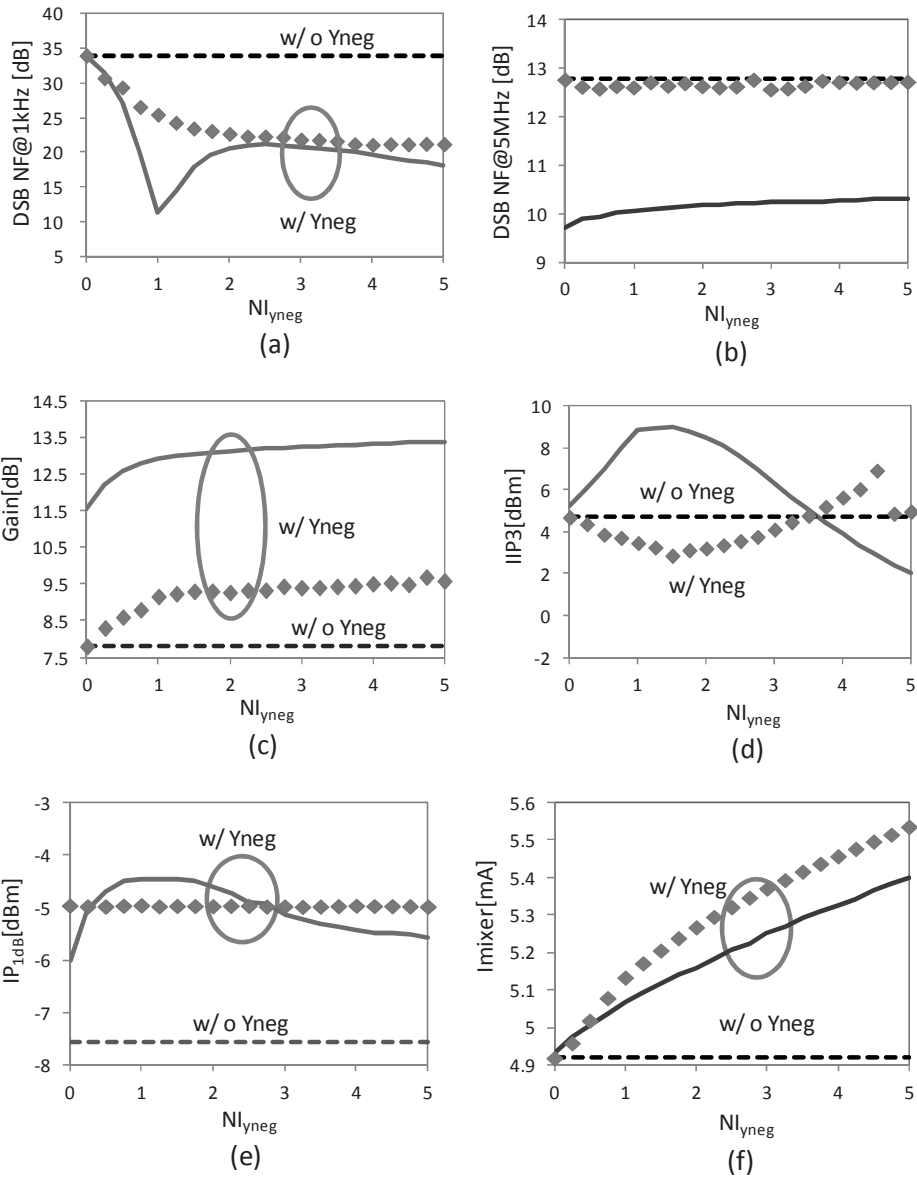 DSB NF@1kHz [dB]
40
35
30
25
20
15
10
5
w/ o Yneg
w/ Yneg
0 1 2 3 4 5
NIyneg
(a)
DSB NF@5MHz [dB]
14
13
12
11
10
9
0 1 2 3 4 5
NIyneg
(b)
Gain[dB]
14.5
13.5
12.5
11.5
10.5
9.5
8.5
7.5
w/ Yneg
w/ o Yneg
0 1 2 3 4 5
NIyneg
(c)
IIP3[dBm]
10
8
6
4
2
0
-2
w/ o Yneg
w/ Yneg
0 1 2 3 4 5
NIyneg
(d)
IP1dB[dBm]
-3
-4
-5
-6
-7
-8
w/ Yneg
w/ o Yneg
0 1 2 3 4 5
NIyneg
(e)
Imixer[mA]
5.6
5.5
5.4
5.3
5.2
5.1
5
4.9
w/ Yneg
w/ o Yneg
0 1 2 3 4 5
NIyneg
(f)